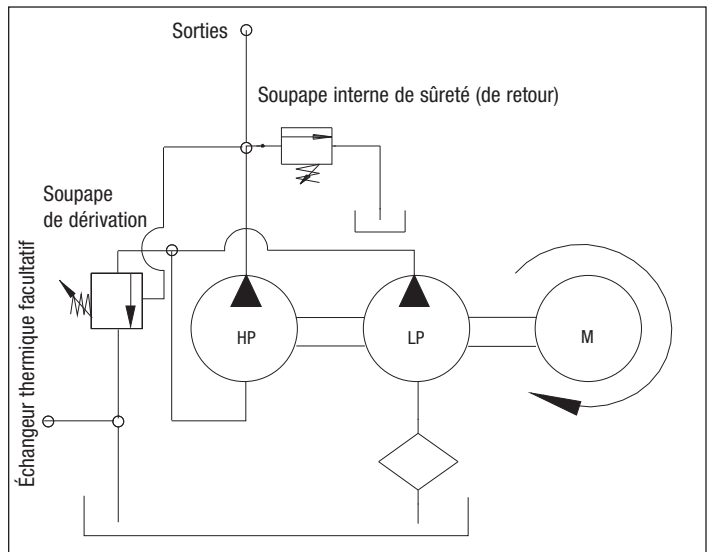 Sorties
Soupape interne de sûreté (de retour)
Soupape
de dérivation
Échangeur thermique facultatif
HP
LP
M